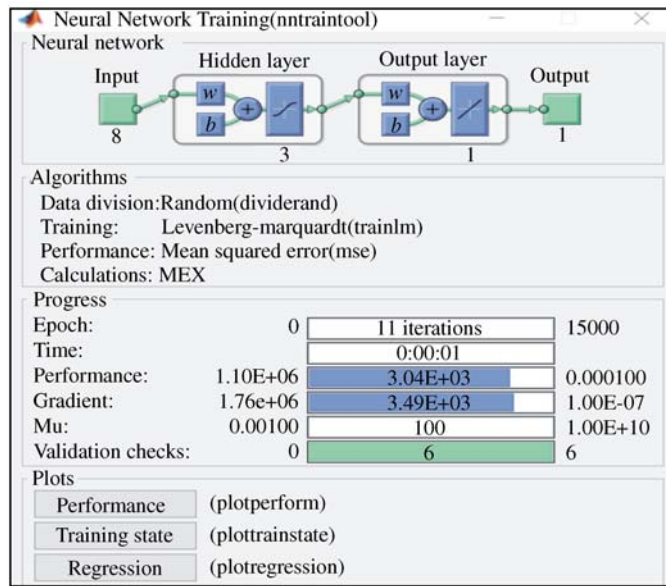 Neural Network Training(nntraintool)
Neural network
Input Hidden layer Output layer Output
w w
+ +
b b
8 3 1 1
Algorithms
Data division:Random(dividerand)
Training: Levenberg-marquardt(trainlm)
Performance: Mean squared error(mse)
Calculations: MEX
Progress
Epoch: 0 11 iterations 15000
Time: 0:00:01
Performance: 1.10E+06 3.04E+03 0.000100
Gradient: 1.76e+06 3.49E+03 1.00E-07
Mu: 0.00100 100 1.00E+10
Validation checks: 0 6 6
Plots
Performance (plotperform)
Training state (plottrainstate)
Regression (plotregression)